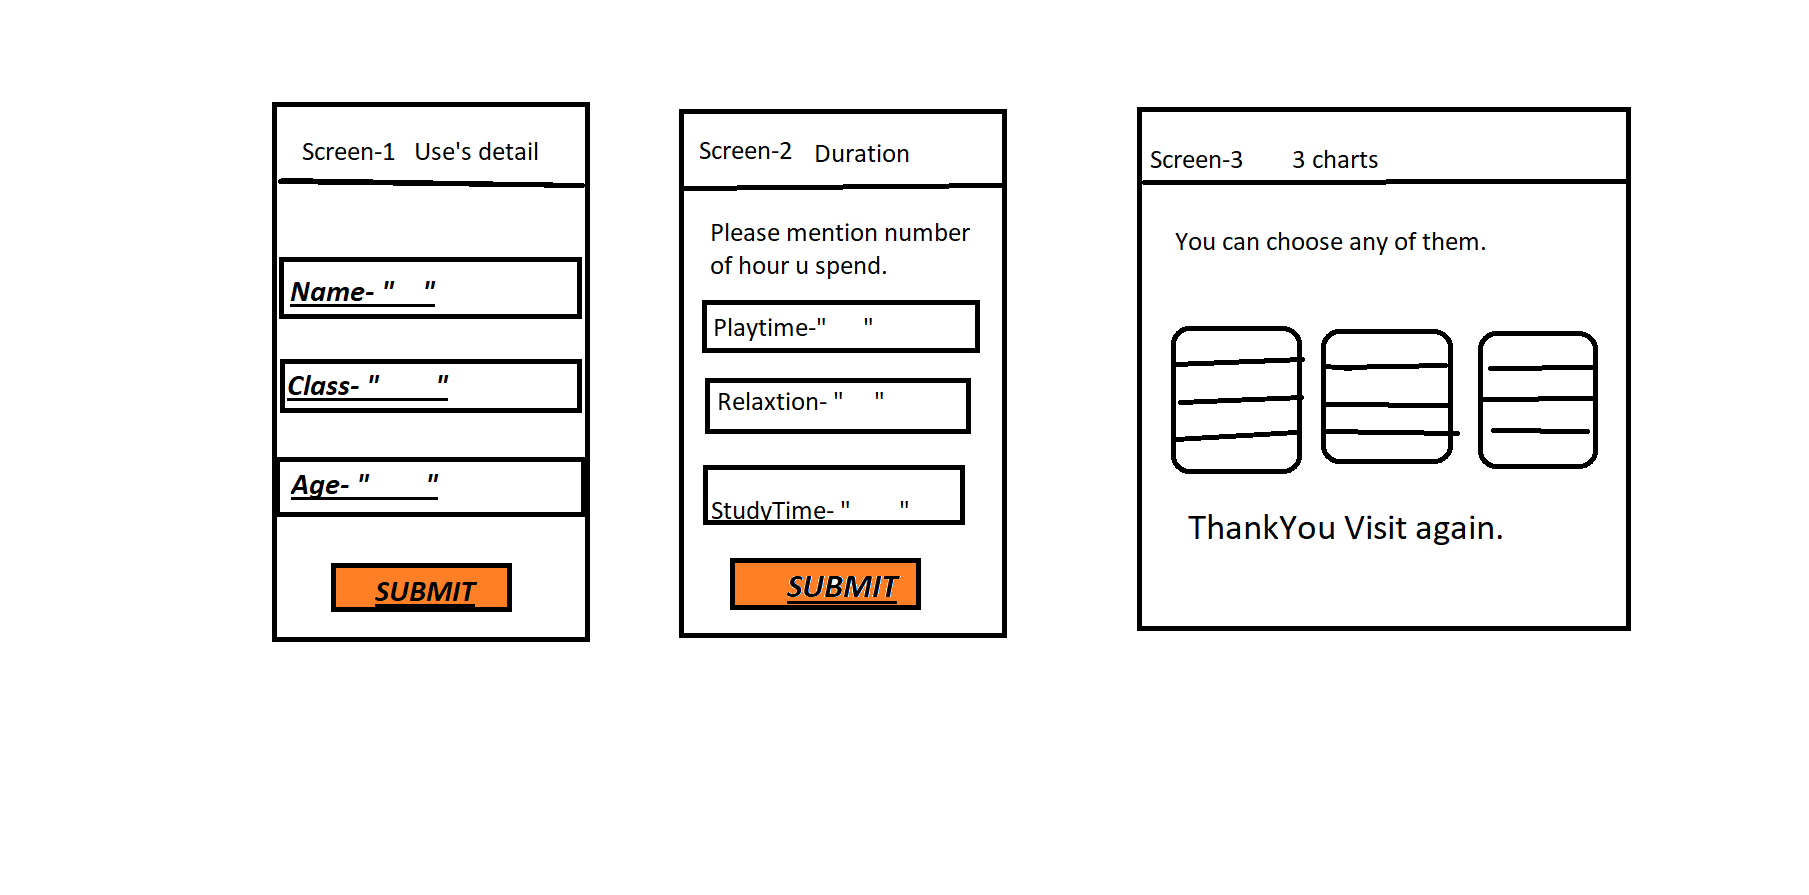 Screen-1 Use's detail
Name- " "
Class- " "
Age- " "
SUBMIT
Screen-2 Duration
Please mention number
of hour u spend.
Playtime-" "
Relaxtion- " "
StudyTime- " "
SUBMIT
Screen-3 3 charts
You can choose any of them.
ThankYou Visit again.